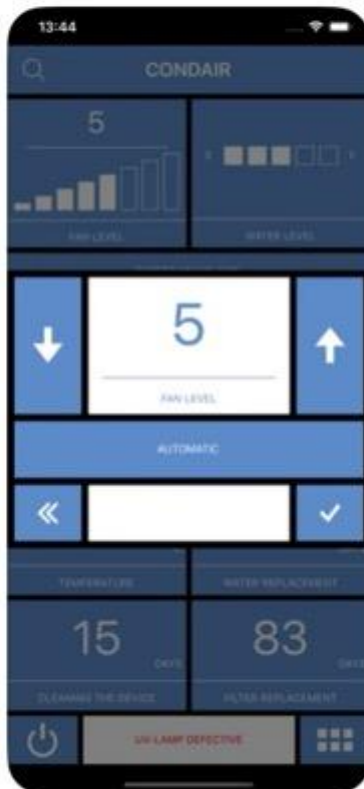 13:44
CONDAIR
5
FAN LEVEL
WATER LEVEL
5
FAN LEVEL
AUTOMATIC
TEMPERATURE
WATER REPLACEMENT
15
DAYS
83
DAYS
CLEANING THE DEVICE
FILTER REPLACEMENT
UV-LAMP DEFECTIVE